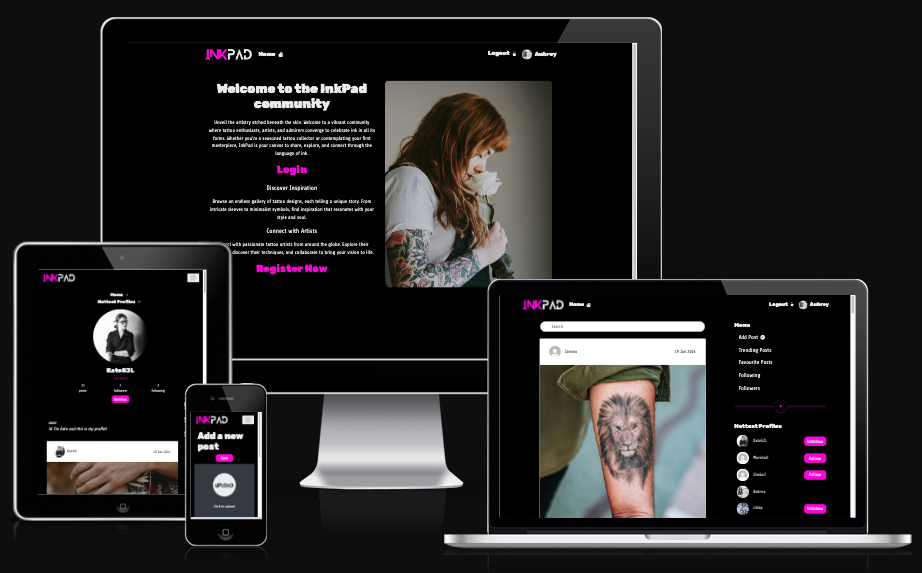 INKPAD Home
Logout Aubrey
Welcome to the InkPad
community
Unveil the artistry etched beneath the skin. Welcome to a vibrant community
where tattoo enthusiasts, artists, and admirers converge to celebrate ink in all its
forms. Whether you're a seasoned tattoo collector or contemplating your first
masterpiece, InkPad is your canvas to share, explore, and connect through the
language of ink.
Login
Discover Inspiration
Browse an endless gallery of tattoo designs, each telling a unique story. From
intricate sleeves to minimalist symbols, find inspiration that resonates with your
style and soul.
Connect with Artists
with passionate tattoo artists from around the globe. Explore their
discover their techniques, and collaborate to bring your vision to life.
Register Now
INKPAD
Home
Hottest Profiles
KateSJL
posts
followers
following
Hi I'm Kate and this is my profile!
INKPAD
Add a new
post
UPLOAD
Click to upload
INKPAD Home
Logout Aubrey
Search
19 Jan 2024
Menu
Add Post
Trending Posts
Favourite Posts
Following
Followers
Hottest Profiles
KateSJL Unfollow
Marshall Follow
Follow
Aubrey
Libby Unfollow